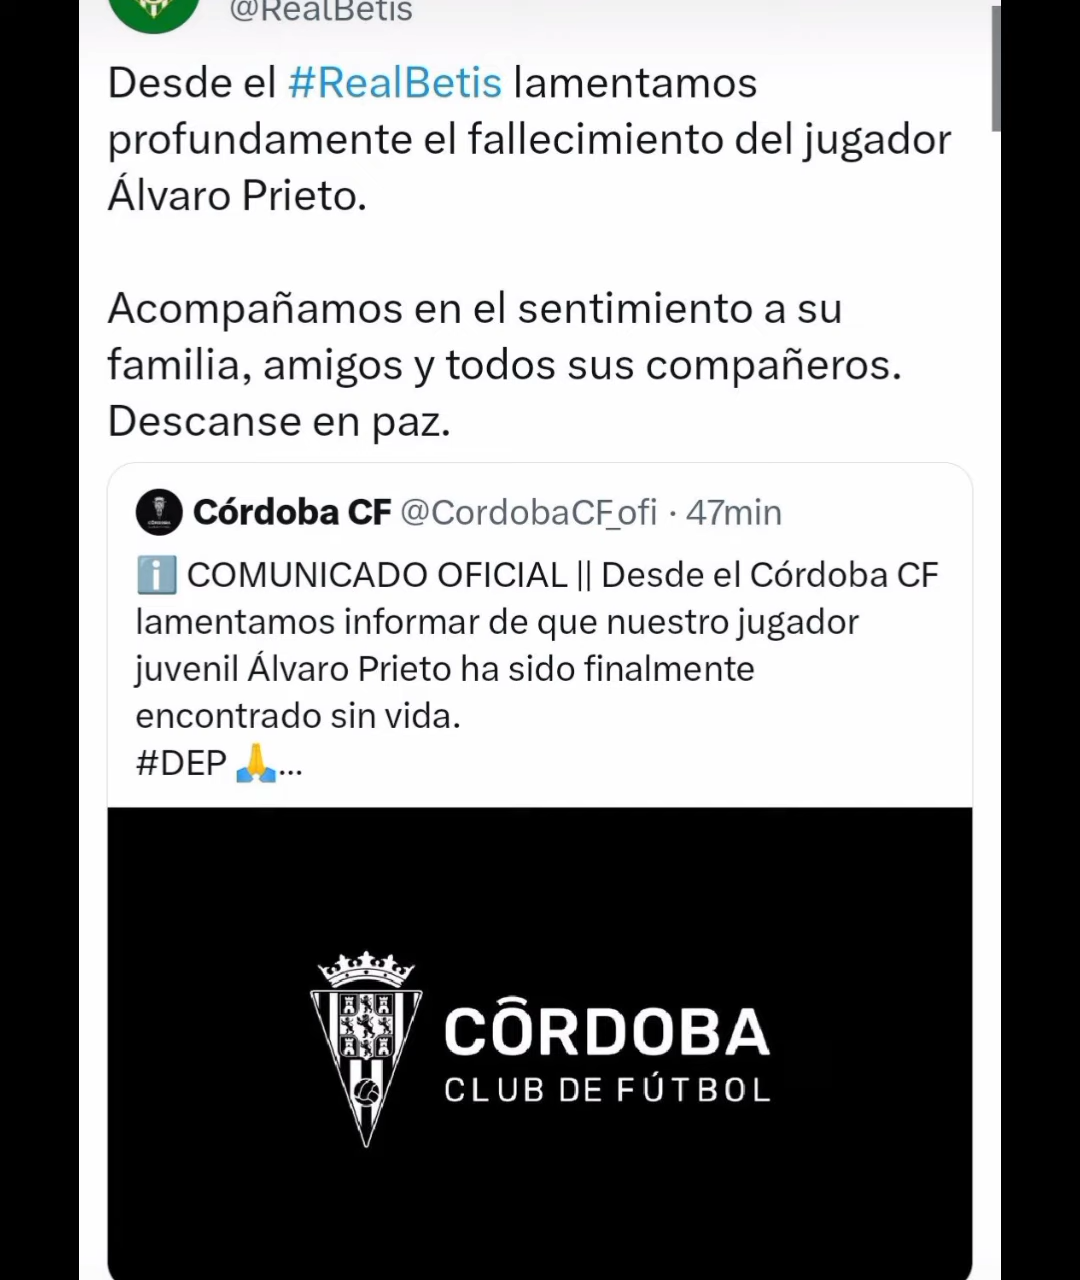 @RealBetis
Desde el #RealBetis lamentamos
profundamente el fallecimiento del jugador
Álvaro Prieto.
Acompañamos en el sentimiento a su
familia, amigos y todos sus compañeros.
Descanse en paz.
Córdoba CF @CordobaCF_ofi · 47min
ℹ️ COMUNICADO OFICIAL || Desde el Córdoba CF
lamentamos informar de que nuestro jugador
juvenil Álvaro Prieto ha sido finalmente
encontrado sin vida.
#DEP 🙏...
CÔRDOBA
CLUB DE FÚTBOL